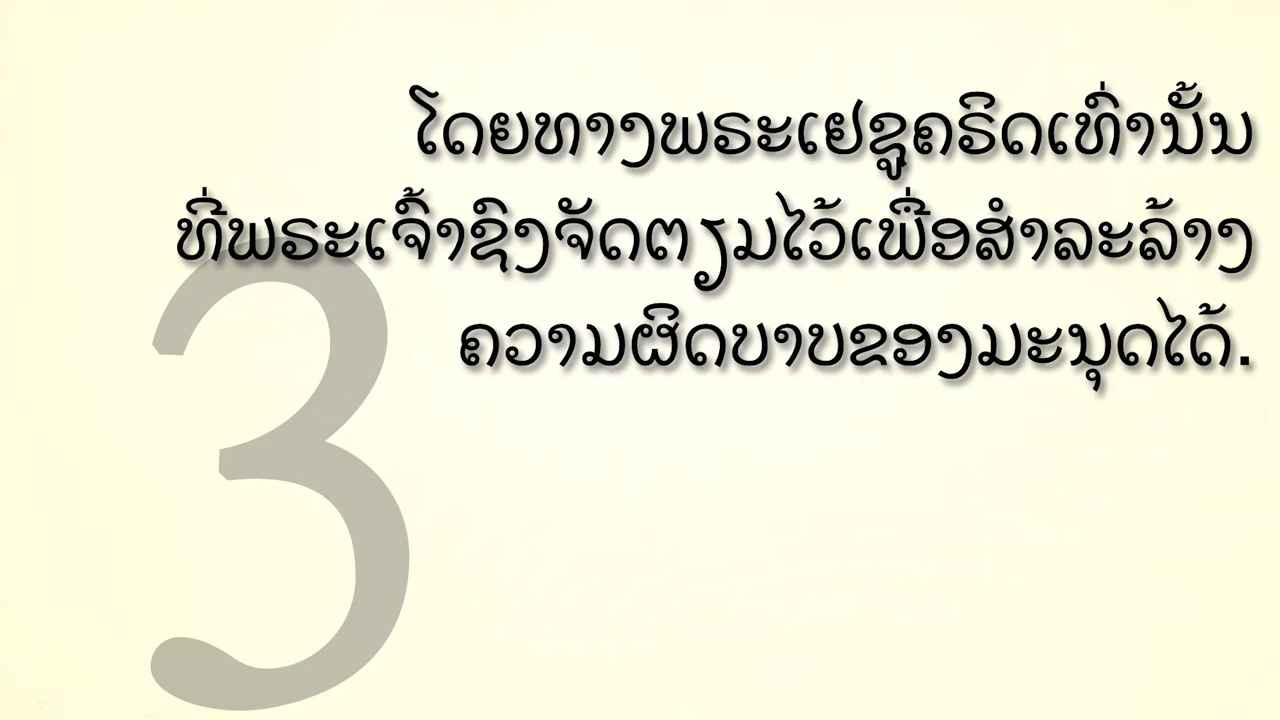 ໂດຍທາງພຣະເຢຊູຄຣິດເທົ່ານັ້ນ
ທີ່ພຣະເຈົ້າຊົງຈັດຕຽມໄວ້ເພື່ອສຳລະລ້າງ
ຄວາມຜິດບາບຂອງມະນຸດໄດ້.
3